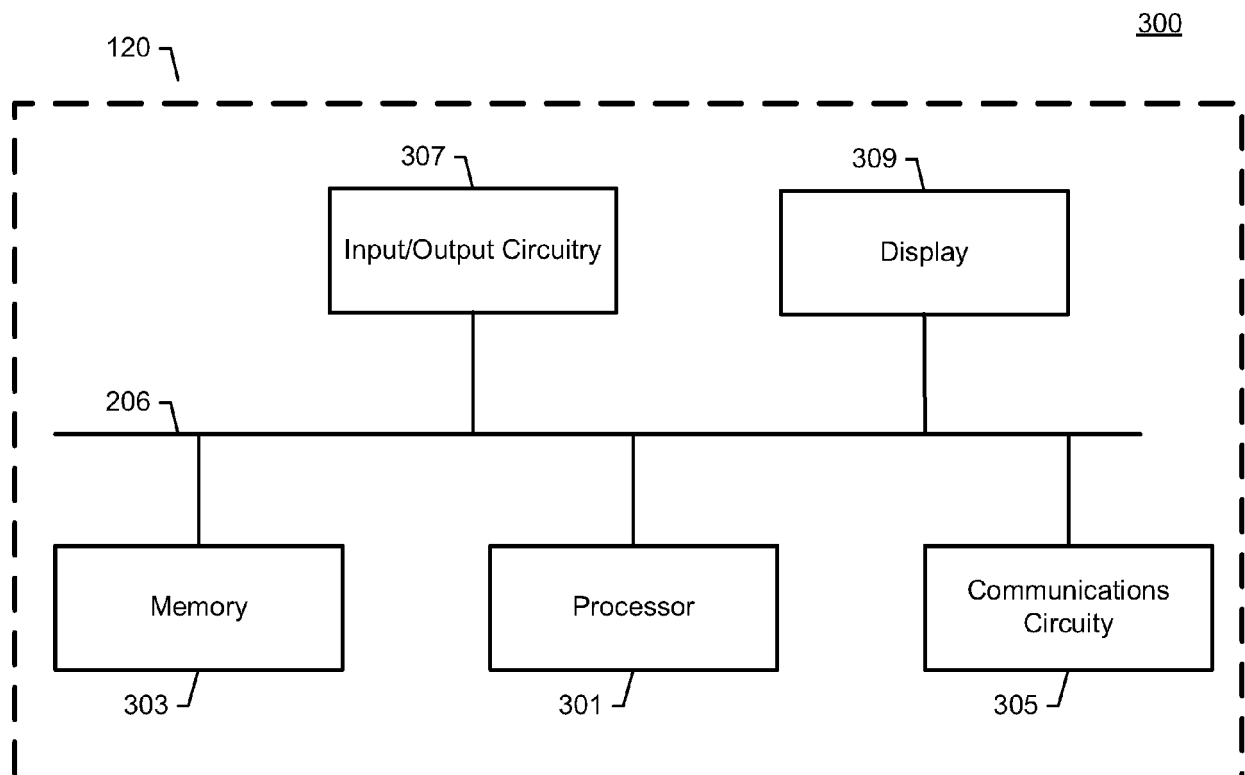 300
120
307
309
Input/Output Circuitry
Display
206
Memory
Processor
Communications
Circuity
303
301
305